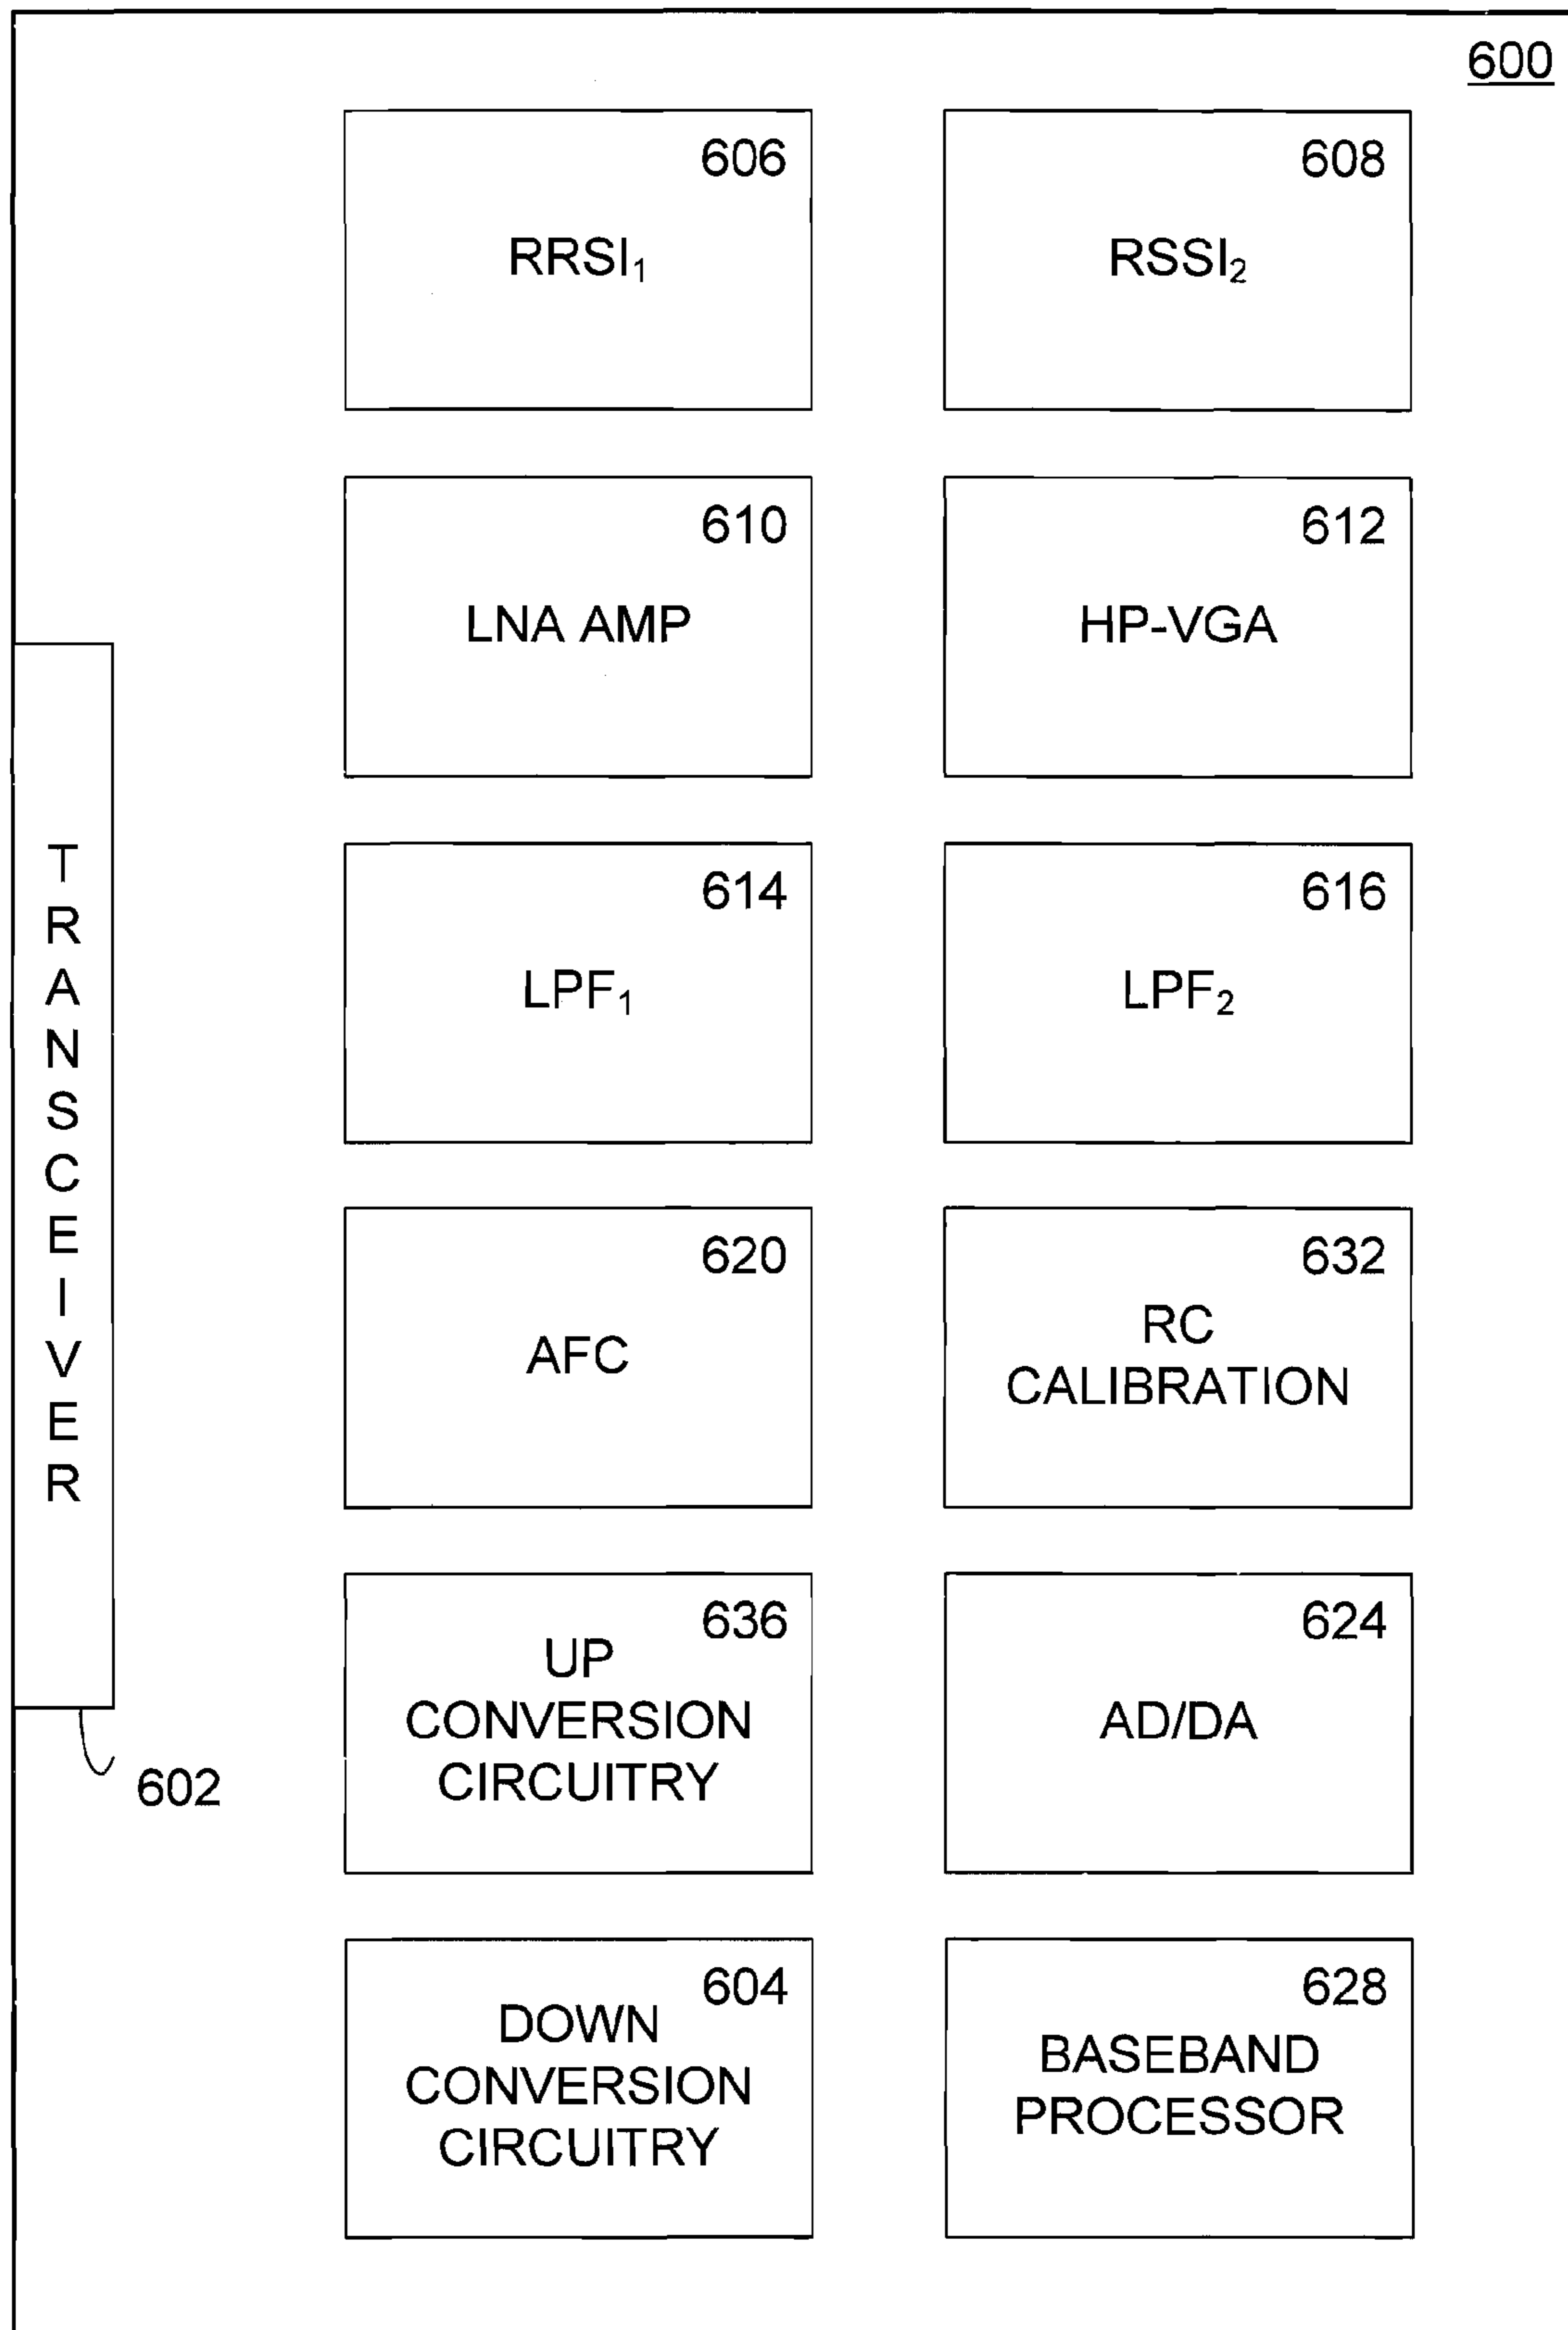 600
606
RRSI₁
608
RSSI₂
610
LNA AMP
612
HP-VGA
614
LPF₁
616
LPF₂
TRANSCEIVER
602
620
AFC
632
RC
CALIBRATION
636
UP
CONVERSION
CIRCUITRY
624
AD/DA
604
DOWN
CONVERSION
CIRCUITRY
628
BASEBAND
PROCESSOR